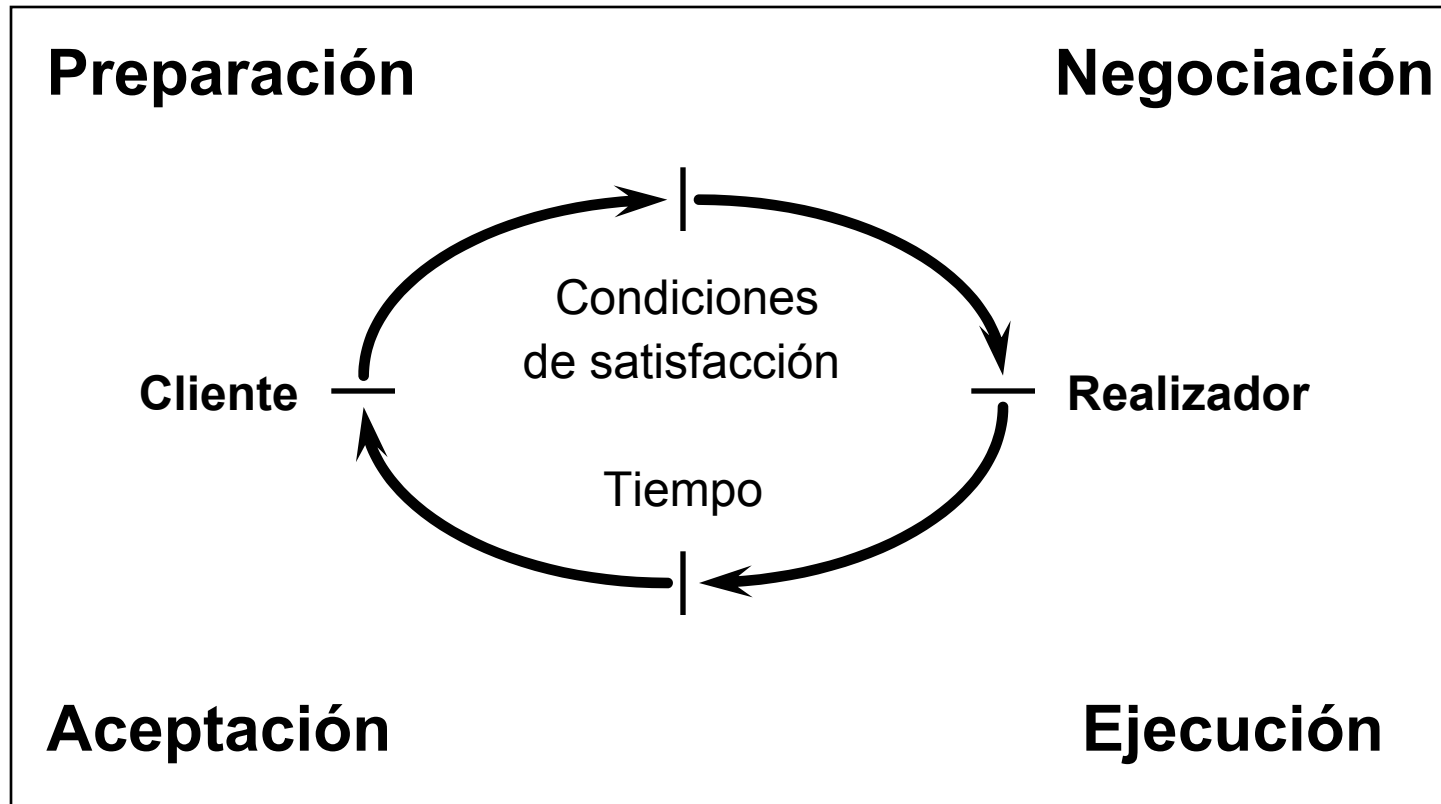 Preparación
Negociación
Condiciones
de satisfacción
Cliente
Realizador
Tiempo
Aceptación
Ejecución